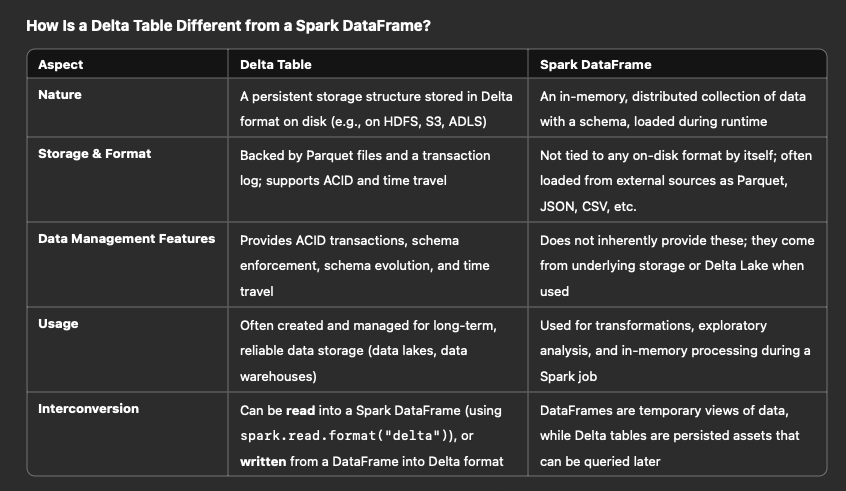 How Is a Delta Table Different from a Spark DataFrame?
Aspect Delta Table Spark DataFrame
Nature A persistent storage structure stored in Delta An in-memory, distributed collection of data
format on disk (e.g., on HDFS, S3, ADLS) with a schema, loaded during runtime
Storage & Format Backed by Parquet files and a transaction Not tied to any on-disk format by itself; often
log; supports ACID and time travel loaded from external sources as Parquet,
JSON, CSV, etc.
Data Management Features Provides ACID transactions, schema Does not inherently provide these; they come
enforcement, schema evolution, and time from underlying storage or Delta Lake when
travel used
Usage Often created and managed for long-term, Used for transformations, exploratory
reliable data storage (data lakes, data analysis, and in-memory processing during a
warehouses) Spark job
Interconversion Can be read into a Spark DataFrame (using DataFrames are temporary views of data,
spark.read.format("delta")), or while Delta tables are persisted assets that
written from a DataFrame into Delta format can be queried later